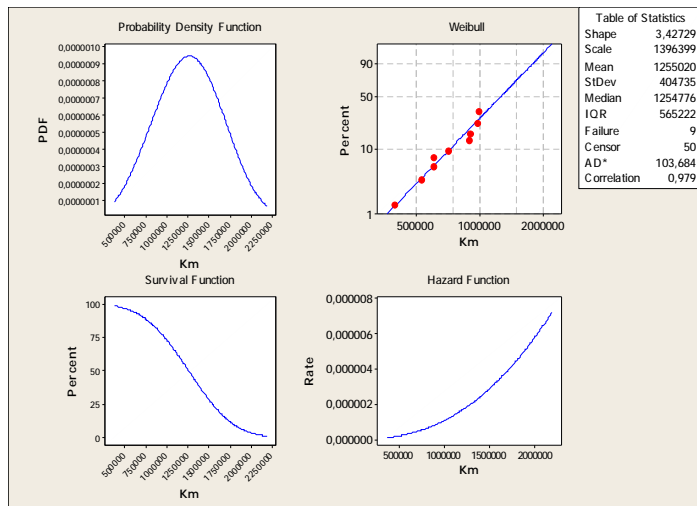 Probability Density Function
0,0000010
0,0000009
0,0000008
0,0000007
0,0000006
0,0000005
0,0000004
0,0000003
0,0000002
0,0000001
PDF
500000
750000
1000000
1250000
1500000
1750000
2000000
2250000
Km
Weibull
90
50
10
1
Percent
500000
1000000
2000000
Km
Table of Statistics
Shape 3,42729
Scale 1396399
Mean 1255020
StDev 404735
Median 1254776
IQR 565222
Failure 9
Censor 50
AD* 103,684
Correlation 0,979
Survival Function
100
75
50
25
0
Percent
500000
750000
1000000
1250000
1500000
1750000
2000000
2250000
Km
Hazard Function
0,000008
0,000006
0,000004
0,000002
0,000000
Rate
500000
1000000
1500000
2000000
Km